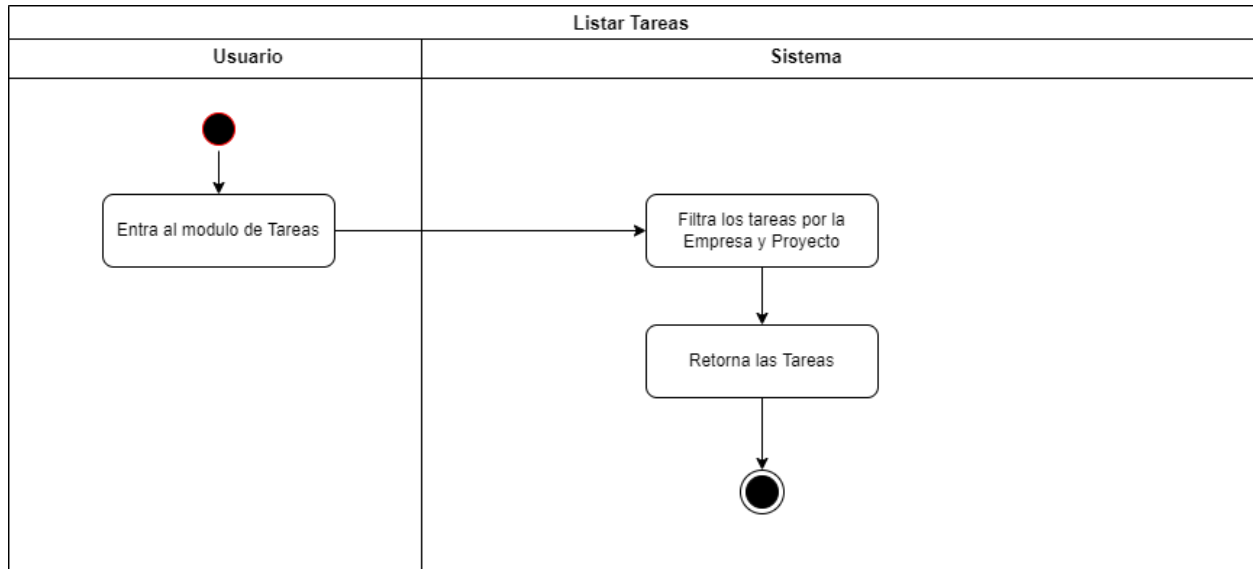 Listar Tareas
Usuario
Sistema
Entra al modulo de Tareas
Filtra los tareas por la
Empresa y Proyecto
Retorna las Tareas